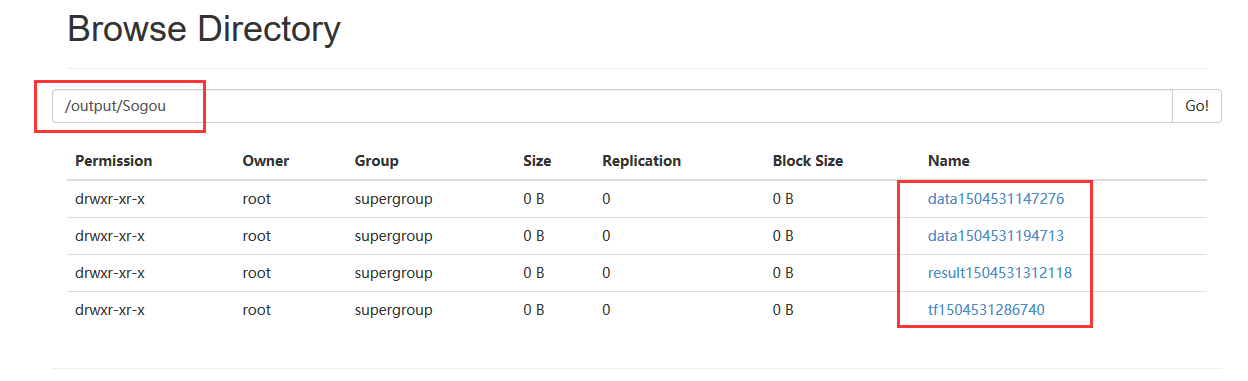 Browse Directory
/output/Sogou Go!
Permission Owner Group Size Replication Block Size Name
drwxr-xr-x root supergroup 0 B 0 0 B data1504531147276
drwxr-xr-x root supergroup 0 B 0 0 B data1504531194713
drwxr-xr-x root supergroup 0 B 0 0 B result1504531312118
drwxr-xr-x root supergroup 0 B 0 0 B tf1504531286740